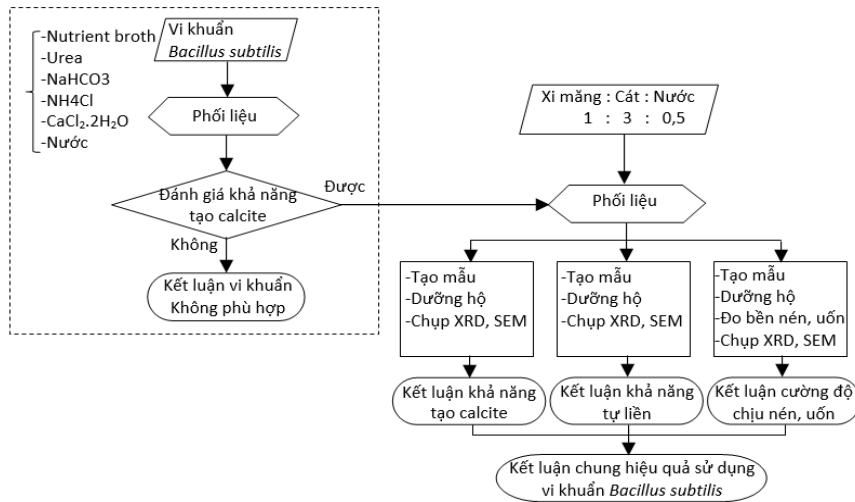 -Nutrient broth
-Urea
-NaHCO3
-NH4Cl
-CaCl₂.2H₂O
-Nước
Vi khuẩn
Bacillus subtilis
Phối liệu
Đánh giá khả năng
tạo calcite
Được
Không
Kết luận vi khuẩn
Không phù hợp
Xi măng : Cát : Nước
1 : 3 : 0,5
Phối liệu
-Tạo mẫu
-Dưỡng hộ
-Chụp XRD, SEM
-Tạo mẫu
-Dưỡng hộ
-Chụp XRD, SEM
-Tạo mẫu
-Dưỡng hộ
-Đo bền nén, uốn
-Chụp XRD, SEM
Kết luận khả năng
tạo calcite
Kết luận khả năng
tự liền
Kết luận cường độ
chịu nén, uốn
Kết luận chung hiệu quả sử dụng
vi khuẩn Bacillus subtilis